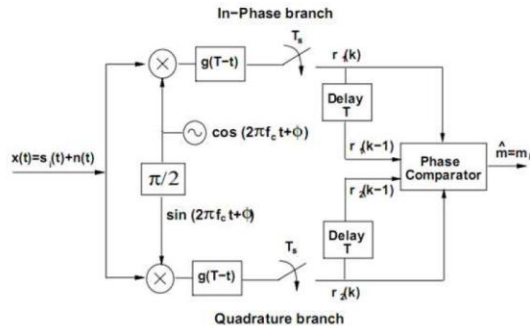 In-Phase branch
T_s
g(T-t)
r_1(k)
Delay
T
cos (2πf_c t+ϕ)
x(t)=s_i(t)+n(t)
r_1(k-1)
π/2
Phase
Comparator
m̂=m_i
r_2(k-1)
sin (2πf_c t+ϕ)
T_s
Delay
T
g(T-t)
r_2(k)
Quadrature branch